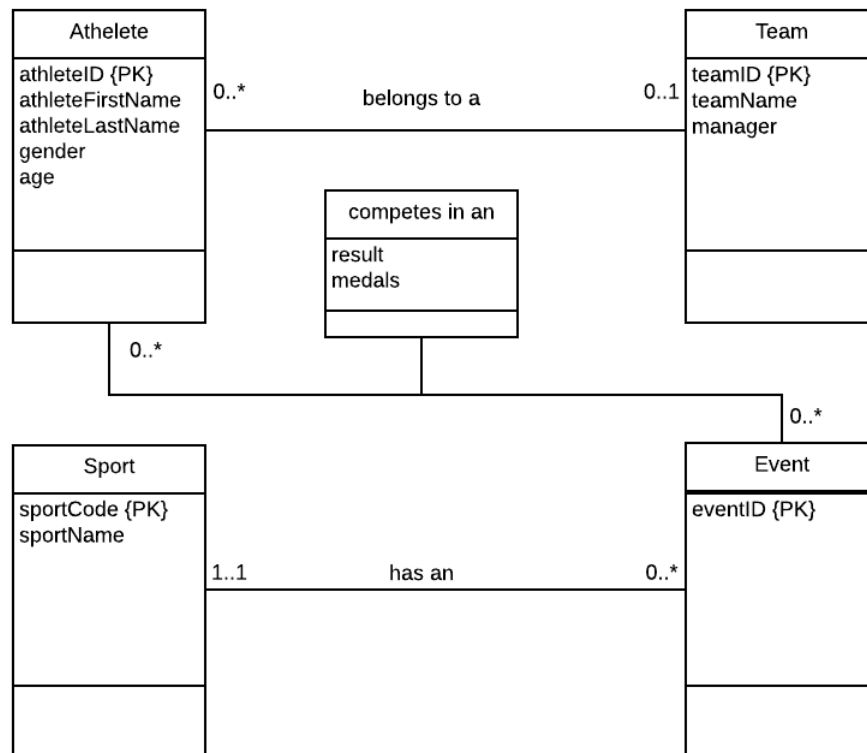 Athelete
athleteID {PK}
athleteFirstName
athleteLastName
gender
age
0..*
belongs to a
0..1
Team
teamID {PK}
teamName
manager
competes in an
result
medals
0..*
0..*
Sport
sportCode {PK}
sportName
1..1
has an
0..*
Event
eventID {PK}